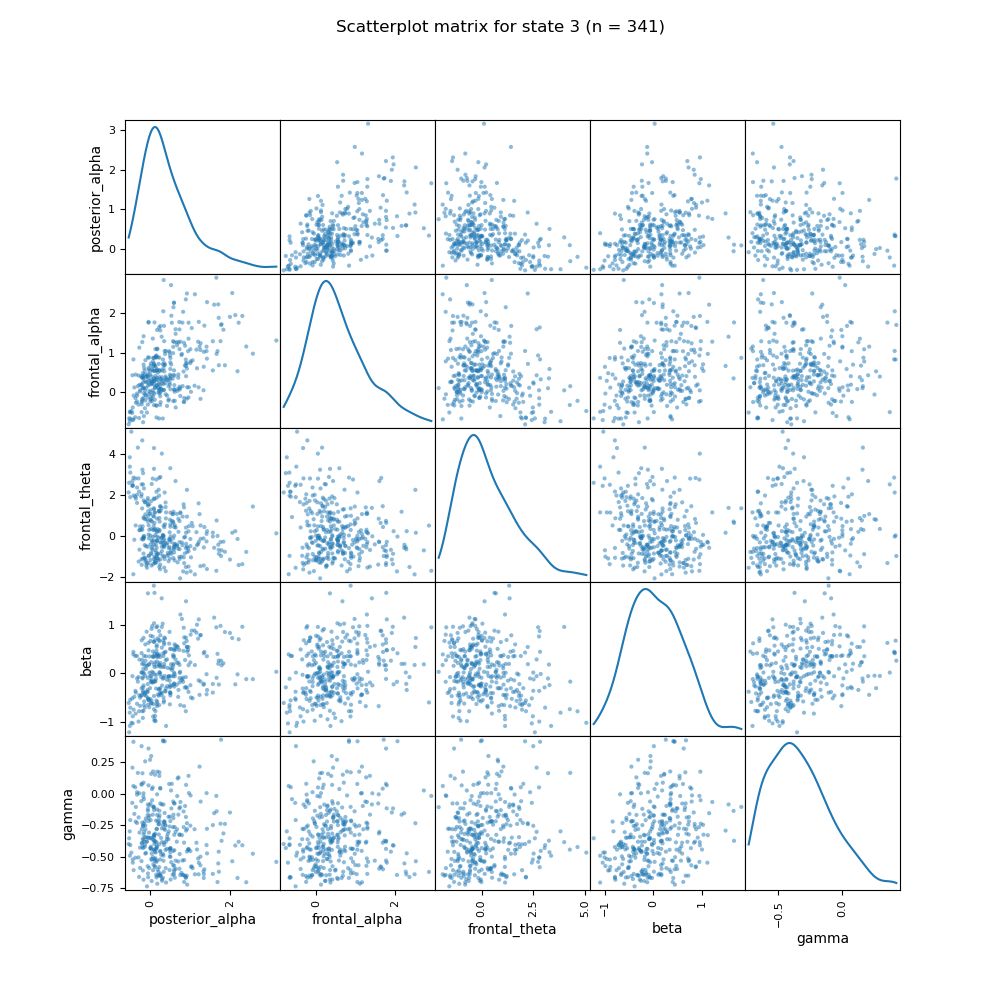 Scatterplot matrix for state 3 (n = 341)
posterior_alpha
3
2
1
0
frontal_alpha
2
1
0
frontal_theta
4
2
0
−2
beta
1
0
−1
gamma
0.25
0.00
−0.25
−0.50
−0.75
0 2
0 2
0.0 2.5 5.0
−1 0 1
−0.5 0.0
posterior_alpha
frontal_alpha
frontal_theta
beta
gamma